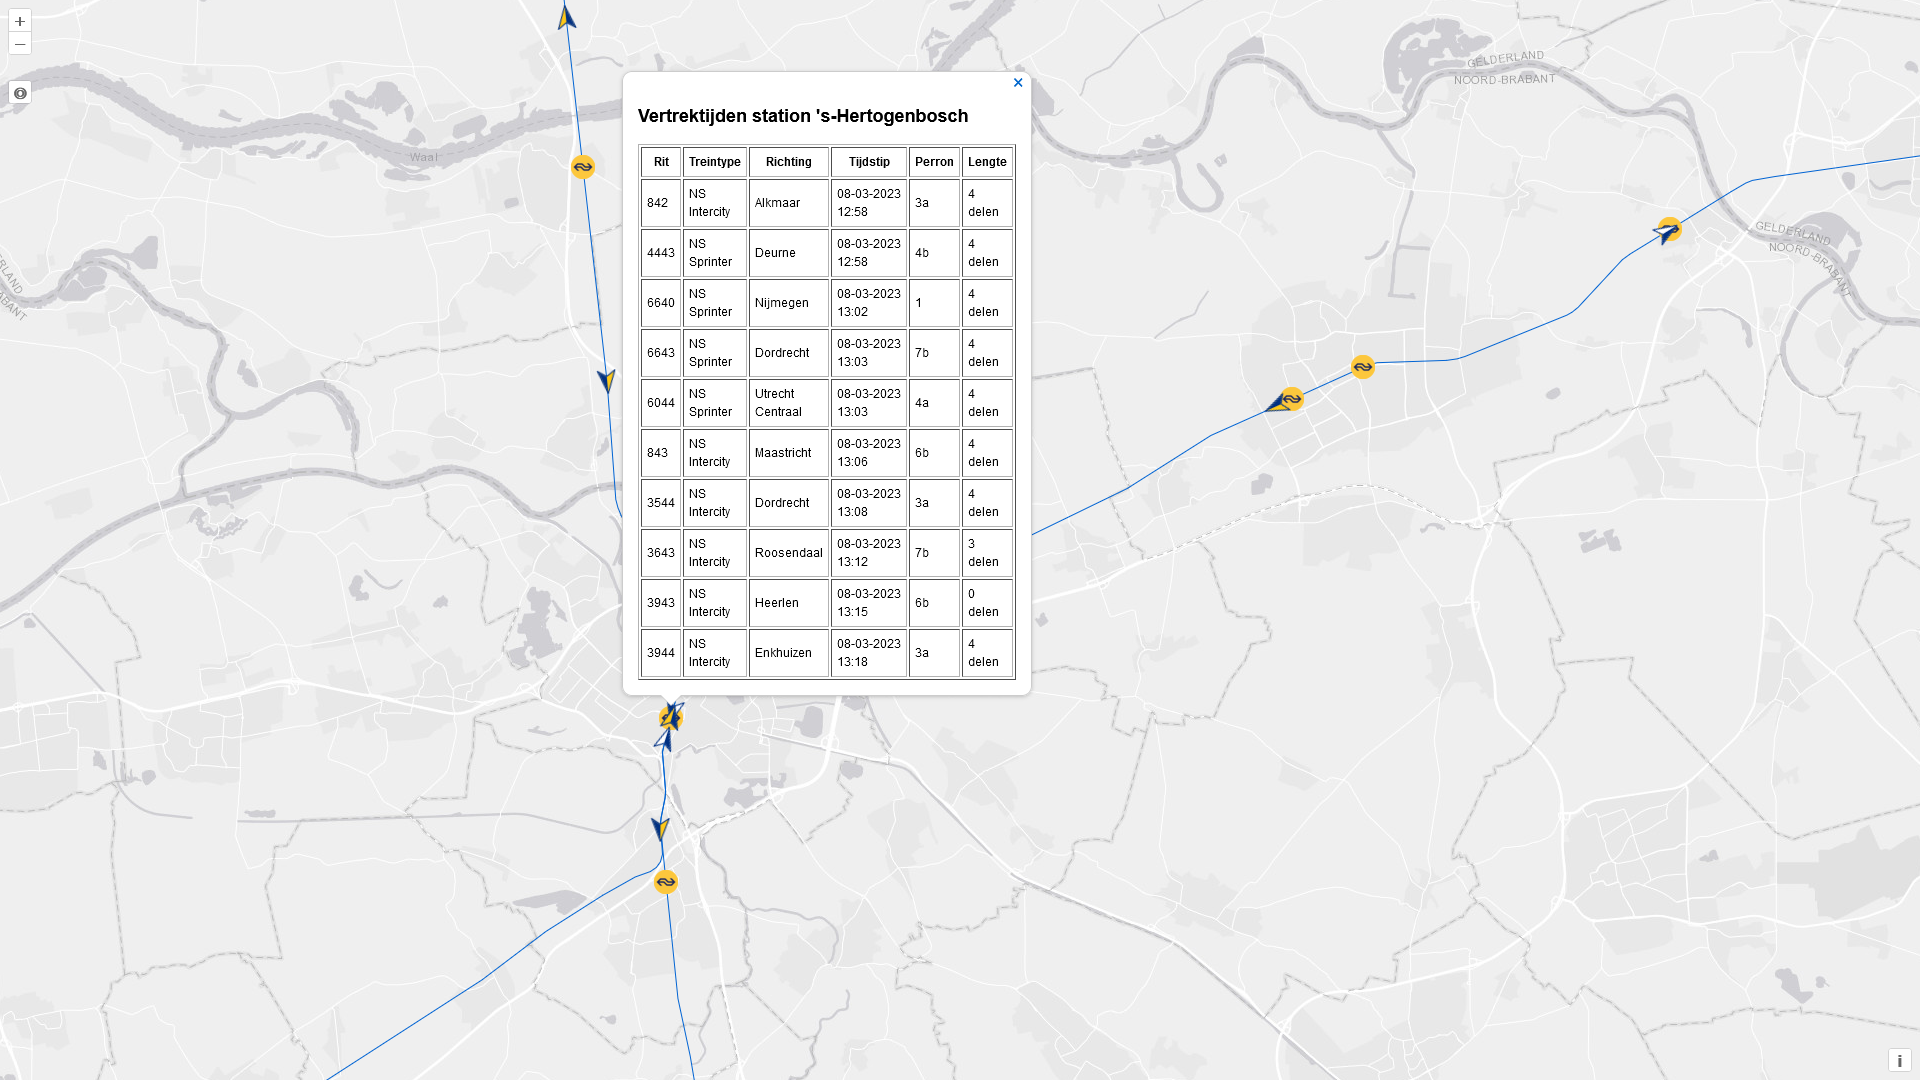 +
−
GELDERLAND
NOORD-BRABANT
Waal
GELDERLAND
NOORD-BRABANT
Vertrektijden station 's-Hertogenbosch
×
Rit Treintype Richting Tijdstip Perron Lengte
842 NS Intercity Alkmaar 08-03-2023 12:58 3a 4 delen
4443 NS Sprinter Deurne 08-03-2023 12:58 4b 4 delen
6640 NS Sprinter Nijmegen 08-03-2023 13:02 1 4 delen
6643 NS Sprinter Dordrecht 08-03-2023 13:03 7b 4 delen
6044 NS Sprinter Utrecht Centraal 08-03-2023 13:03 4a 4 delen
843 NS Intercity Maastricht 08-03-2023 13:06 6b 4 delen
3544 NS Intercity Dordrecht 08-03-2023 13:08 3a 4 delen
3643 NS Intercity Roosendaal 08-03-2023 13:12 7b 3 delen
3943 NS Intercity Heerlen 08-03-2023 13:15 6b 0 delen
3944 NS Intercity Enkhuizen 08-03-2023 13:18 3a 4 delen
i